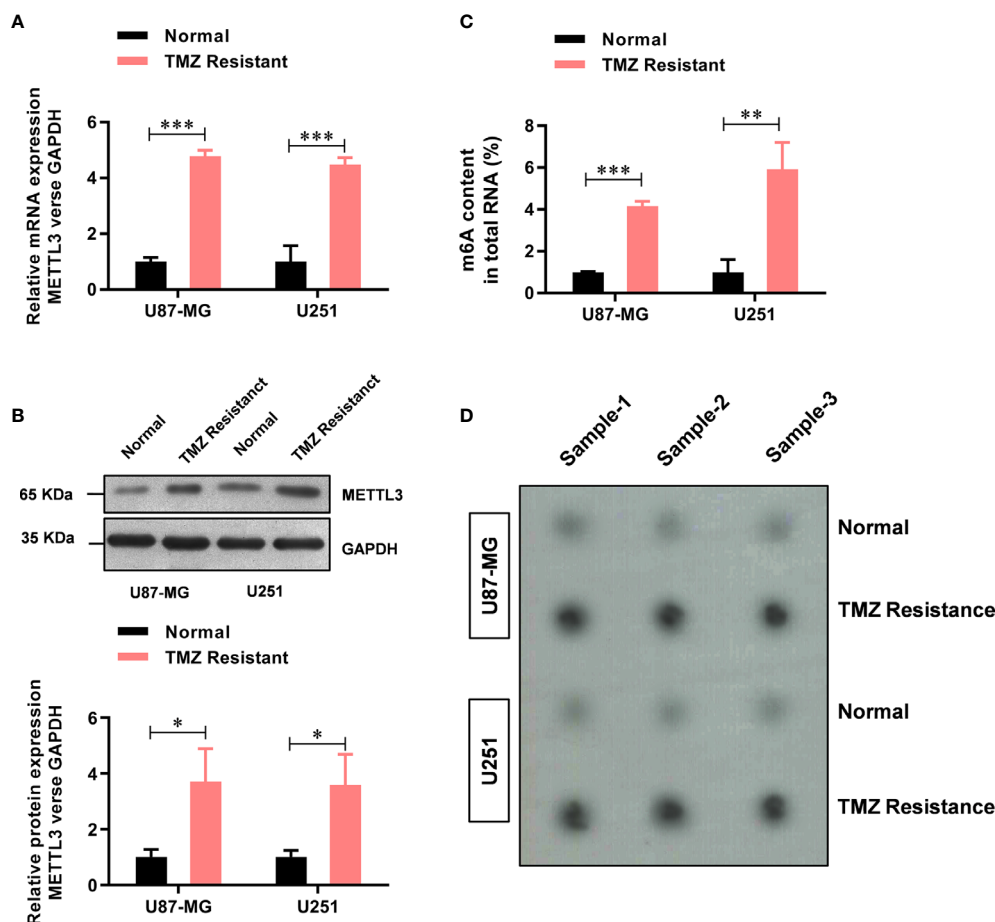 A
Normal
TMZ Resistant
Relative mRNA expression
METTL3 verse GAPDH
6
4
2
0
***
***
U87-MG
U251
B
Normal
TMZ Resistanct
Normal
TMZ Resistanct
65 KDa
METTL3
35 KDa
GAPDH
U87-MG
U251
Normal
TMZ Resistant
Relative protein expression
METTL3 verse GAPDH
6
4
2
0
*
*
U87-MG
U251
C
Normal
TMZ Resistant
m6A content
in total RNA (%)
8
6
4
2
0
***
**
U87-MG
U251
D
Sample-1
Sample-2
Sample-3
U87-MG
Normal
TMZ Resistance
U251
Normal
TMZ Resistance